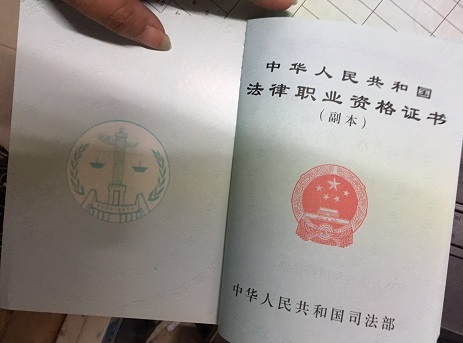 中华人民共和国
法律职业资格证书
(副本)
中华人民共和国司法部